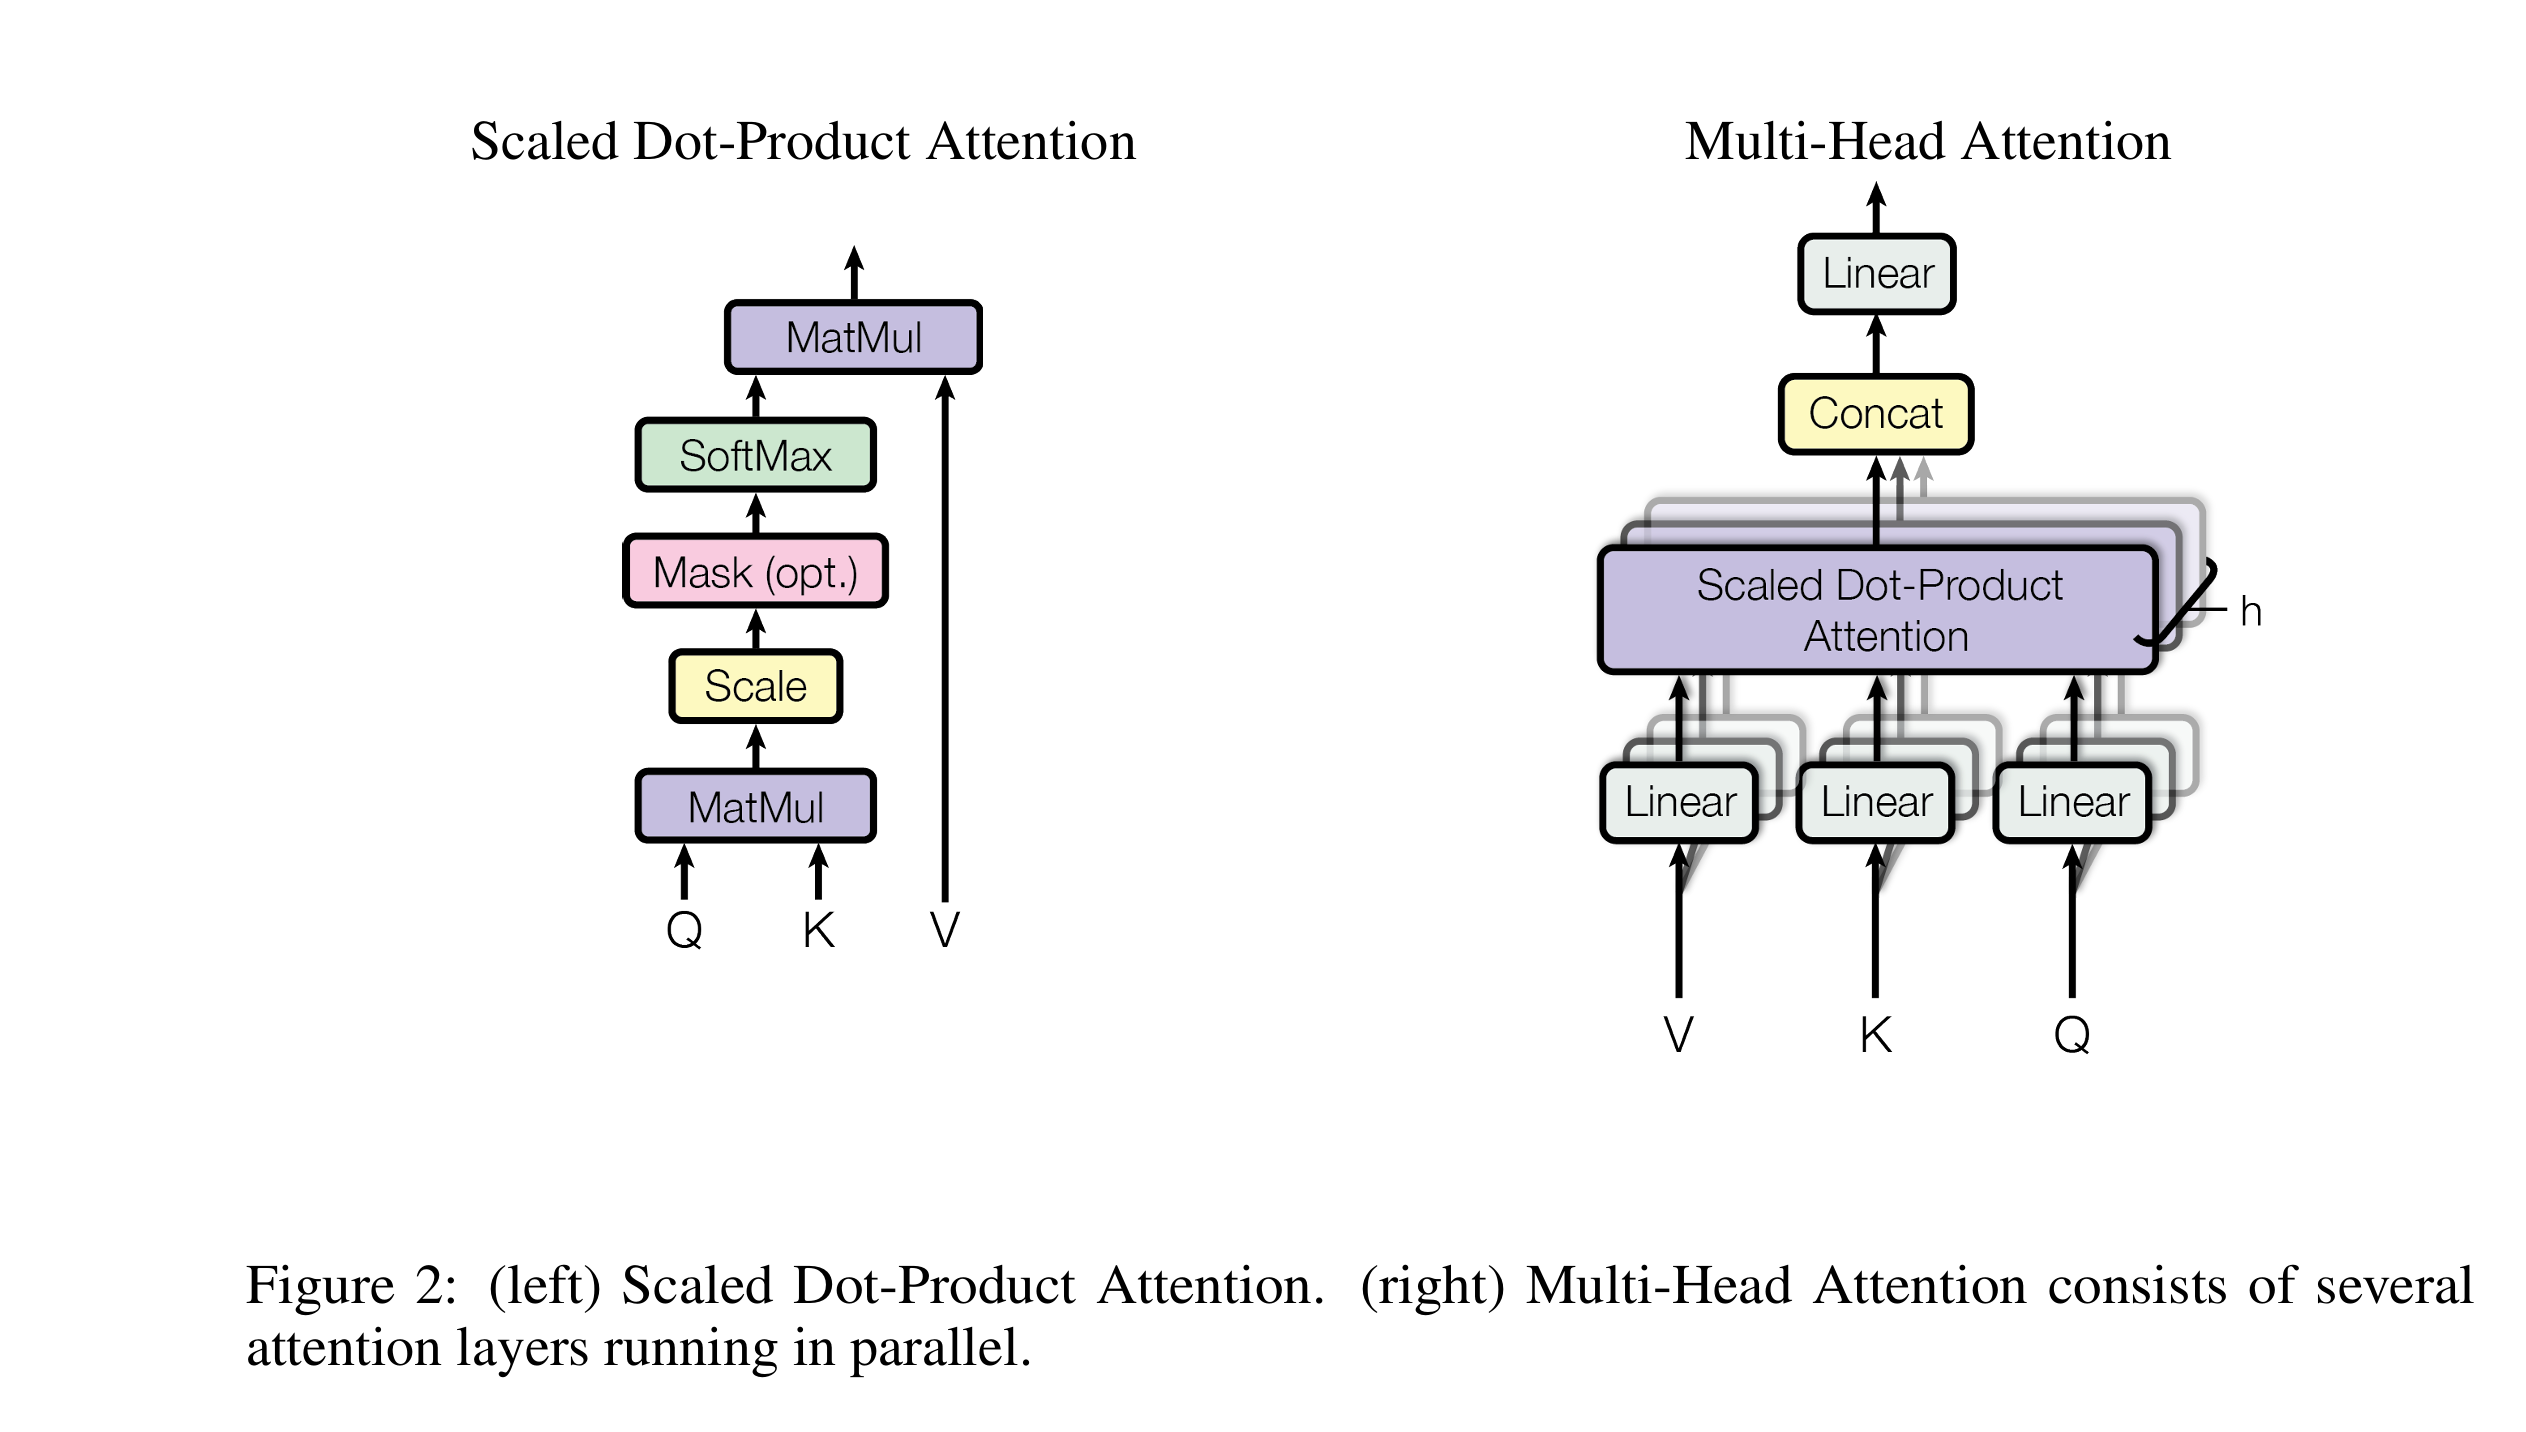 Scaled Dot-Product Attention
MatMul
SoftMax
Mask (opt.)
Scale
MatMul
Q K V
Multi-Head Attention
Linear
Concat
Scaled Dot-Product
Attention
h
Linear Linear Linear
V K Q
Figure 2: (left) Scaled Dot-Product Attention. (right) Multi-Head Attention consists of several
attention layers running in parallel.